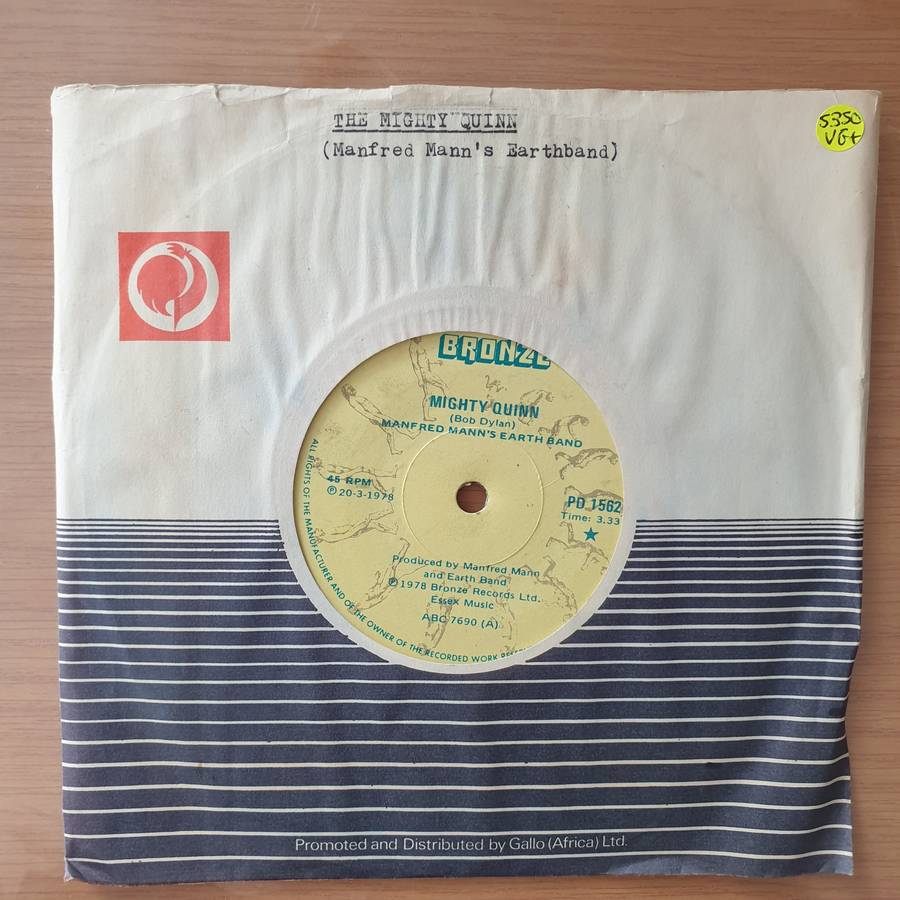 THE MIGHTY QUINN
(Manfred Mann's Earthband)
5350
VG+
BRONZE
MIGHTY QUINN
(Bob Dylan)
MANFRED MANN'S EARTH BAND
45 RPM
Ⓟ 20-3-1978
PD 1562
Time: 3.33
Produced by Manfred Mann
and Earth Band
Ⓟ 1978 Bronze Records Ltd.
Essex Music
ABC 7690 (A)
ALL RIGHTS OF THE MANUFACTURER AND OF THE OWNER OF THE RECORDED WORK
Promoted and Distributed by Gallo (Africa) Ltd.